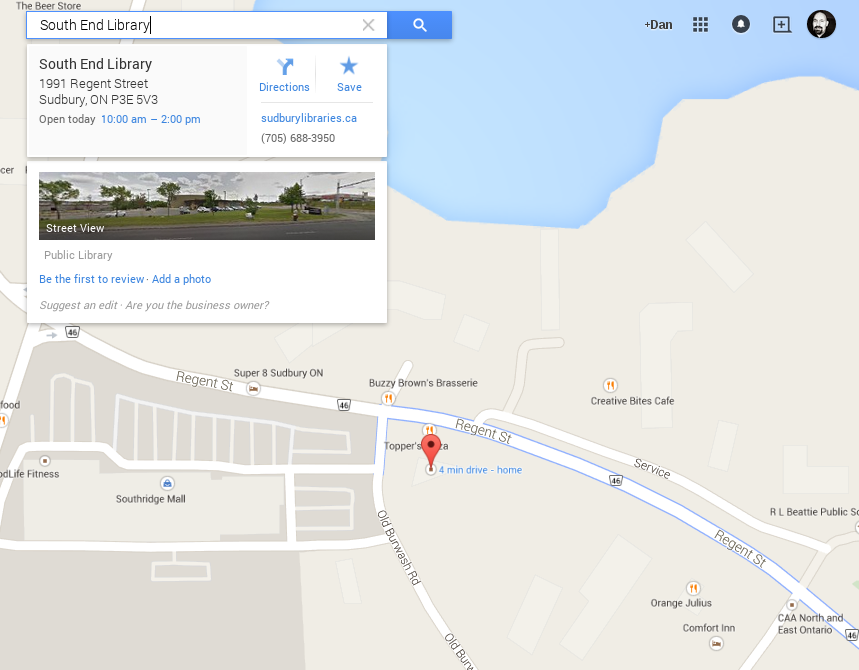 The Beer Store
South End Library
+Dan
South End Library
1991 Regent Street
Sudbury, ON P3E 5V3
Open today 10:00 am – 2:00 pm
Directions
Save
sudburylibraries.ca
(705) 688-3950
Street View
Public Library
Be the first to review · Add a photo
Suggest an edit · Are you the business owner?
cer
46
Regent St
Super 8 Sudbury ON
46
Buzzy Brown's Brasserie
Creative Bites Cafe
food
Regent St
Topper's
za
4 min drive - home
Service
46
odLife Fitness
Southridge Mall
Old Burwash Rd
R L Beattie Public Sc
Regent St
Orange Julius
CAA North and
East Ontario
Comfort Inn
46
Old Bur